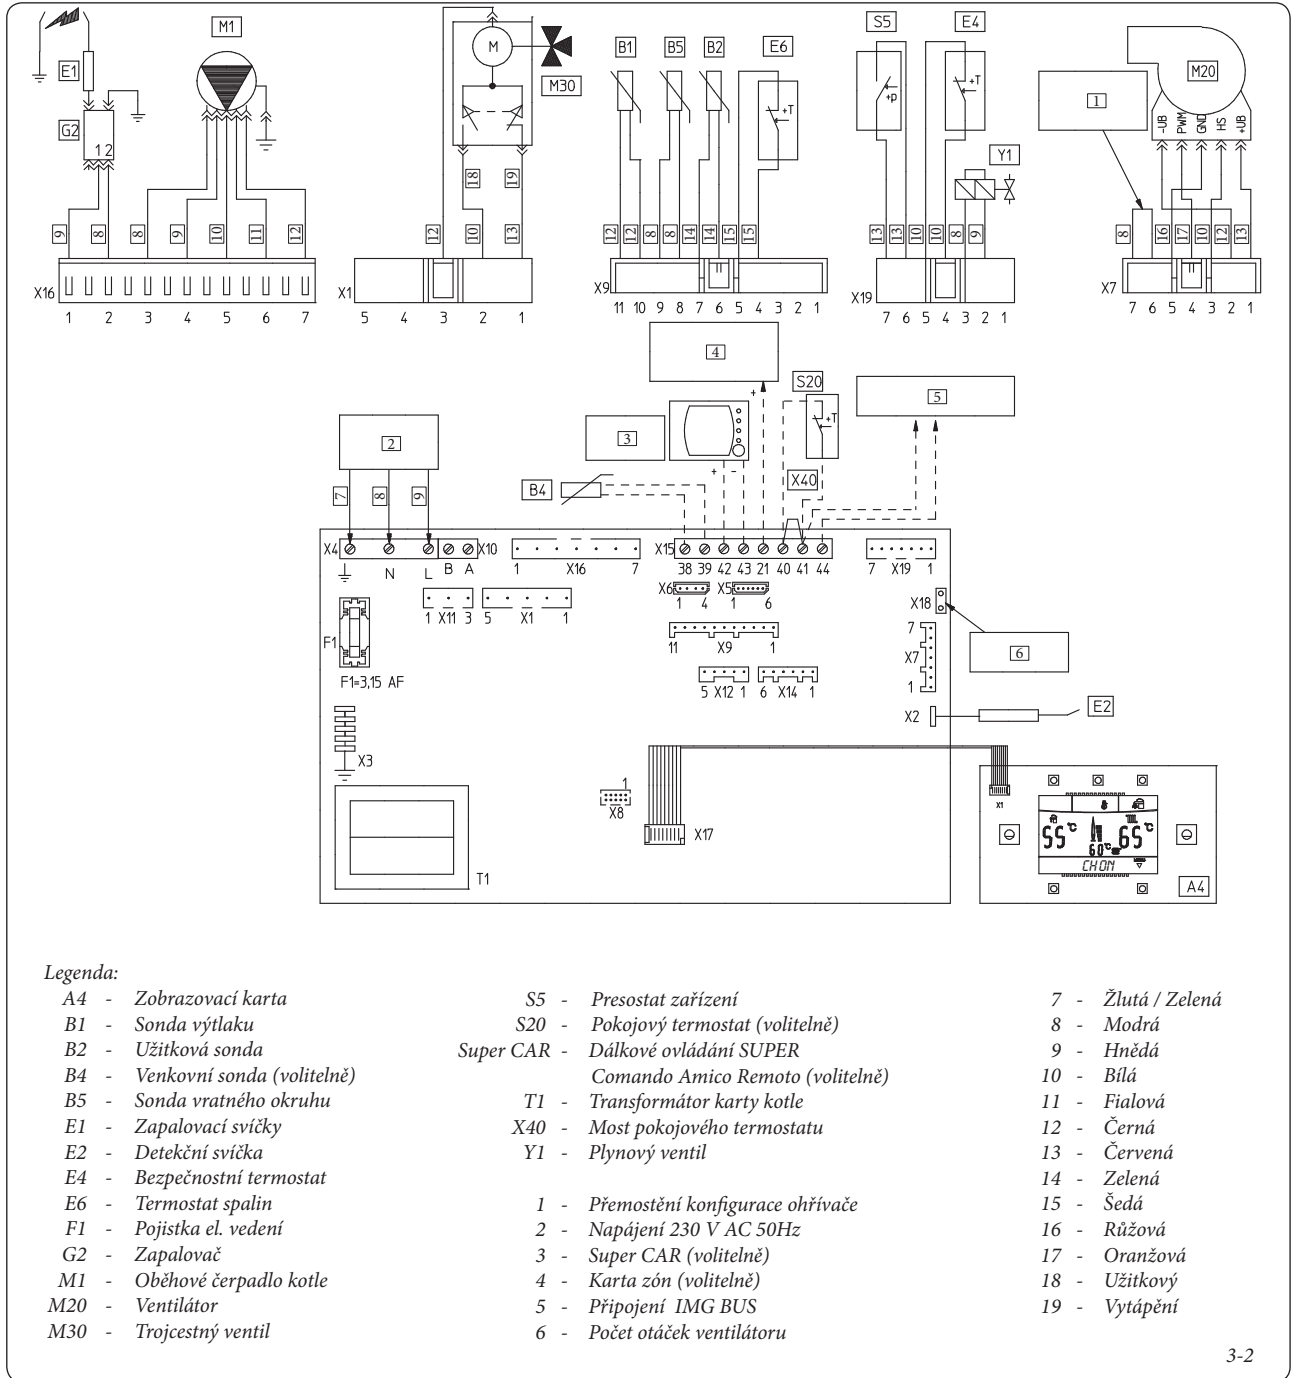 M1
E1
G2
1 2
9 8 8 9 10 11 12
X16
1 2 3 4 5 6 7
M
M30
18 19
12 10 13
X1
5 4 3 2 1
B1 B5 B2 E6
+T
12 12 8 8 14 14 15 15
X9
11 10 9 8 7 6 5 4 3 2 1
S5 E4
+p
+T
Y1
13 13 10 10 8 9
X19
7 6 5 4 3 2 1
M20
1
-UB PWM GND HS +UB
8 16 17 10 12 13
X7
7 6 5 4 3 2 1
4
S20
+T
5
+
3
2
+ -
X40
B4
7 8 9
X4
N L B A
X10
1 X16 7
X15
38 39 42 43 21 40 41 44
7 X19 1
1 X11 3
5 X1 1
X6
1 4
X5
1 6
X18
F1
11 X9 1
7
X7
1
6
F1=3,15 AF
5 X12 1
6 X14 1
X2
E2
X3
1
X8
X17
X1
T1
55 °C
60 °C
65 °C
CH ON
A4
Legenda:
A4 - Zobrazovací karta
B1 - Sonda výtlaku
B2 - Užitková sonda
B4 - Venkovní sonda (volitelně)
B5 - Sonda vratného okruhu
E1 - Zapalovací svíčky
E2 - Detekční svíčka
E4 - Bezpečnostní termostat
E6 - Termostat spalin
F1 - Pojistka el. vedení
G2 - Zapalovač
M1 - Oběhové čerpadlo kotle
M20 - Ventilátor
M30 - Trojcestný ventil
S5 - Presostat zařízení
S20 - Pokojový termostat (volitelně)
Super CAR - Dálkové ovládání SUPER
Comando Amico Remoto (volitelně)
T1 - Transformátor karty kotle
X40 - Most pokojového termostatu
Y1 - Plynový ventil
1 - Přemostění konfigurace ohřívače
2 - Napájení 230 V AC 50Hz
3 - Super CAR (volitelně)
4 - Karta zón (volitelně)
5 - Připojení IMG BUS
6 - Počet otáček ventilátoru
7 - Žlutá / Zelená
8 - Modrá
9 - Hnědá
10 - Bílá
11 - Fialová
12 - Černá
13 - Červená
14 - Zelená
15 - Šedá
16 - Růžová
17 - Oranžová
18 - Užitkový
19 - Vytápění
3-2